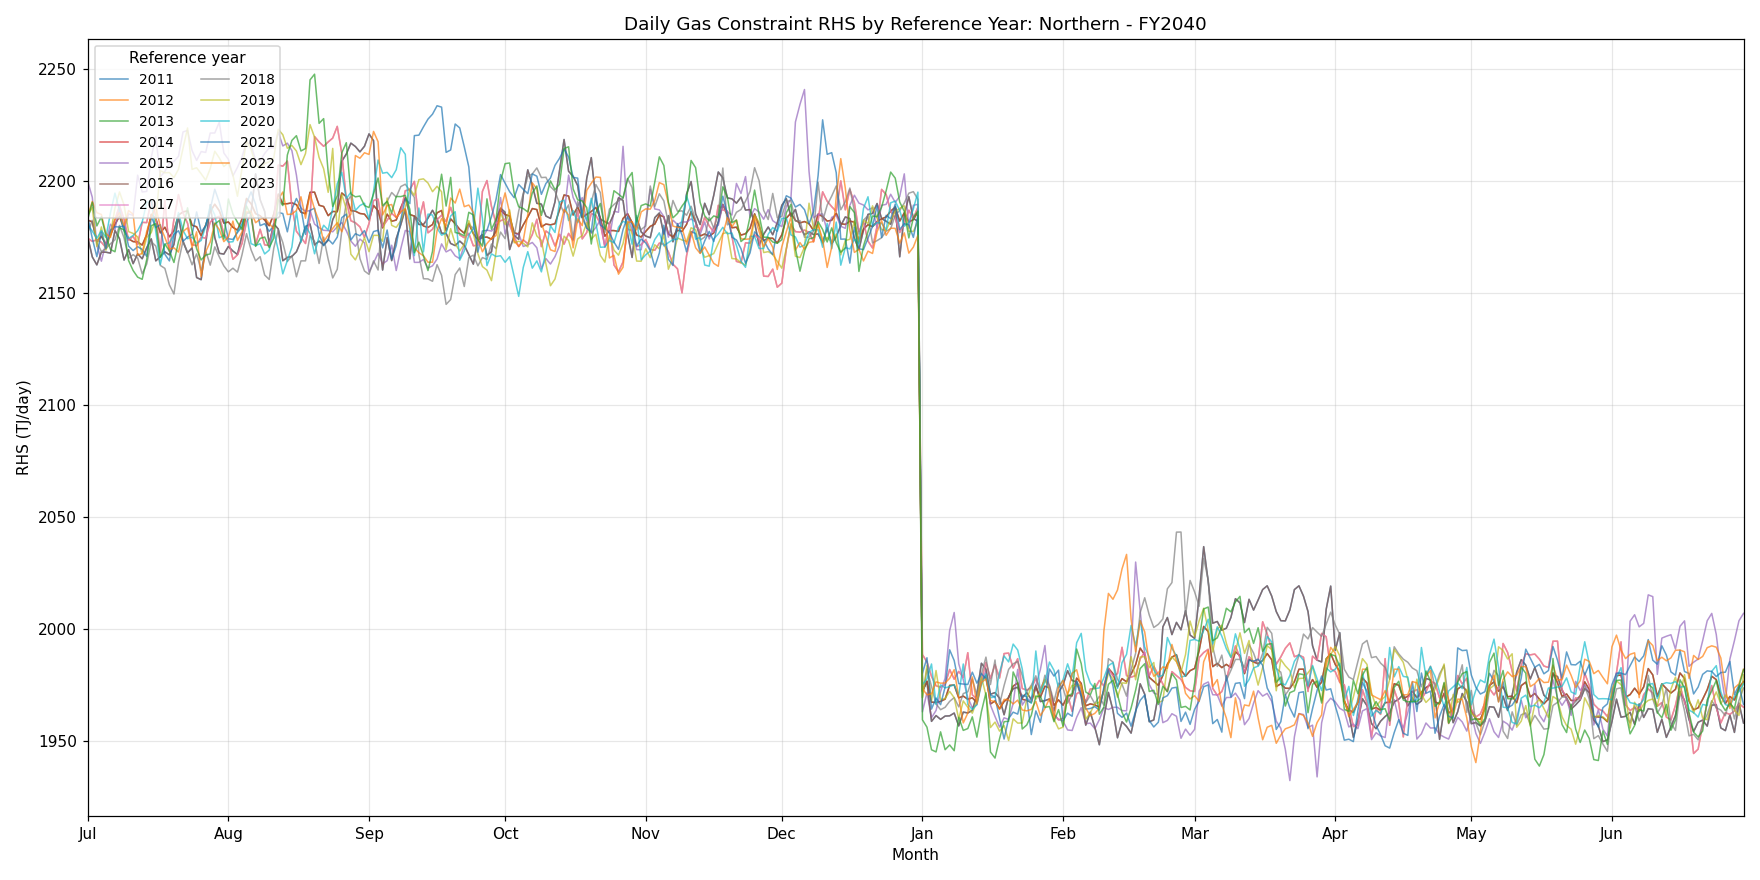 Daily Gas Constraint RHS by Reference Year: Northern - FY2040
Reference year
2011 2018
2012 2019
2013 2020
2014 2021
2015 2022
2016 2023
2017
2250
2200
2150
2100
2050
2000
1950
RHS (TJ/day)
Jul Aug Sep Oct Nov Dec Jan Feb Mar Apr May Jun
Month